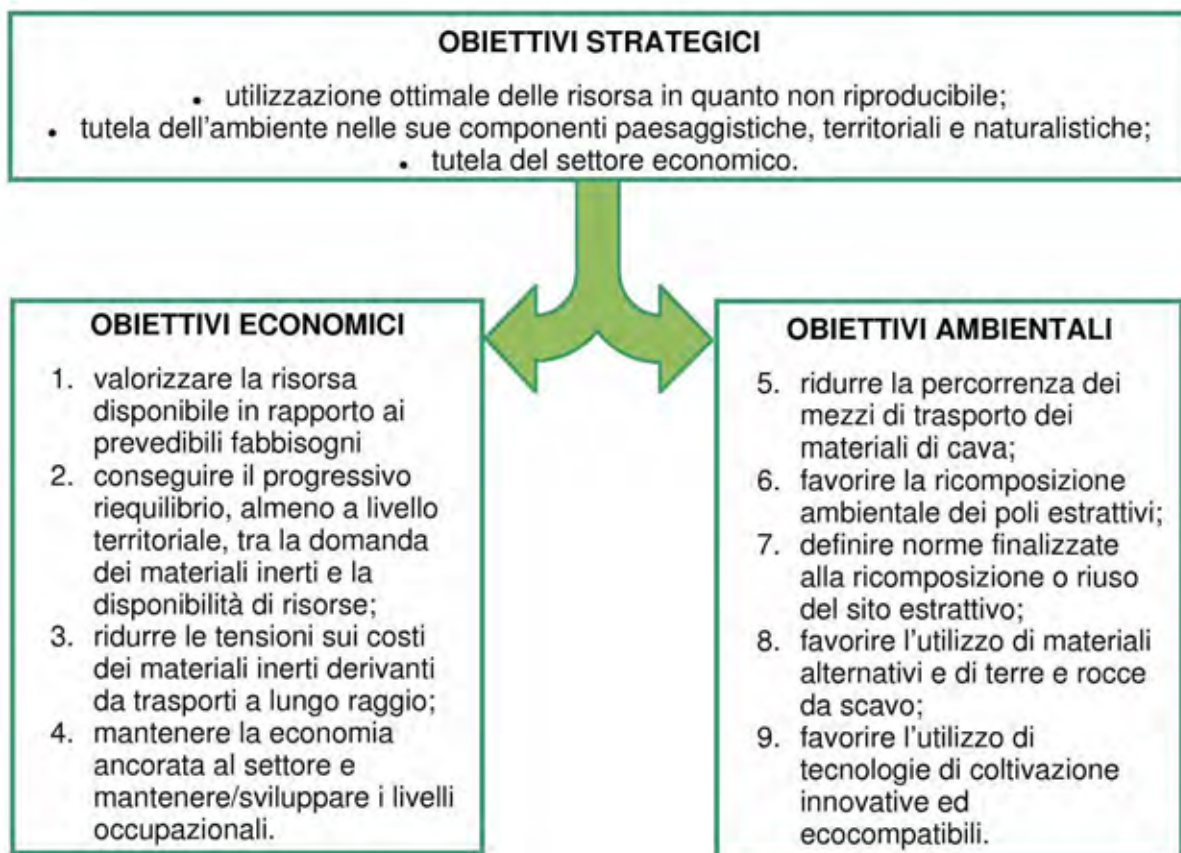 OBIETTIVI STRATEGICI
• utilizzazione ottimale delle risorsa in quanto non riproducibile;
• tutela dell'ambiente nelle sue componenti paesaggistiche, territoriali e naturalistiche;
• tutela del settore economico.
OBIETTIVI ECONOMICI
1. valorizzare la risorsa
disponibile in rapporto ai
prevedibili fabbisogni
2. conseguire il progressivo
riequilibrio, almeno a livello
territoriale, tra la domanda
dei materiali inerti e la
disponibilità di risorse;
3. ridurre le tensioni sui costi
dei materiali inerti derivanti
da trasporti a lungo raggio;
4. mantenere la economia
ancorata al settore e
mantenere/sviluppare i livelli
occupazionali.
OBIETTIVI AMBIENTALI
5. ridurre la percorrenza dei
mezzi di trasporto dei
materiali di cava;
6. favorire la ricomposizione
ambientale dei poli estrattivi;
7. definire norme finalizzate
alla ricomposizione o riuso
del sito estrattivo;
8. favorire l'utilizzo di materiali
alternativi e di terre e rocce
da scavo;
9. favorire l'utilizzo di
tecnologie di coltivazione
innovative ed
ecocompatibili.